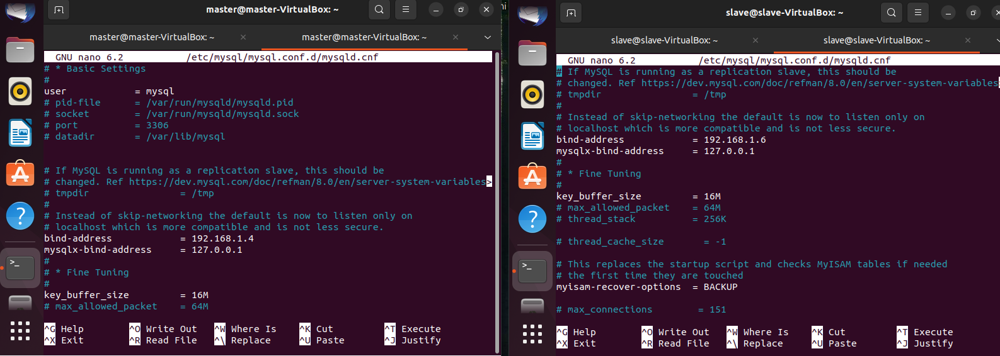 master@master-VirtualBox: ~
master@master-VirtualBox: ~
master@master-VirtualBox: ~
GNU nano 6.2 /etc/mysql/mysql.conf.d/mysqld.cnf
# * Basic Settings
#
user = mysql
# pid-file = /var/run/mysqld/mysqld.pid
# socket = /var/run/mysqld/mysqld.sock
# port = 3306
# datadir = /var/lib/mysql
# If MySQL is running as a replication slave, this should be
# changed. Ref https://dev.mysql.com/doc/refman/8.0/en/server-system-variables>
# tmpdir = /tmp
#
# Instead of skip-networking the default is now to listen only on
# localhost which is more compatible and is not less secure.
bind-address = 192.168.1.4
mysqlx-bind-address = 127.0.0.1
#
# * Fine Tuning
#
key_buffer_size = 16M
# max_allowed_packet = 64M
^G Help ^O Write Out ^W Where Is ^K Cut ^T Execute
^X Exit ^R Read File ^\ Replace ^U Paste ^J Justify
slave@slave-VirtualBox: ~
slave@slave-VirtualBox: ~
slave@slave-VirtualBox: ~
GNU nano 6.2 /etc/mysql/mysql.conf.d/mysqld.cnf
# If MySQL is running as a replication slave, this should be
# changed. Ref https://dev.mysql.com/doc/refman/8.0/en/server-system-variables
# tmpdir = /tmp
#
# Instead of skip-networking the default is now to listen only on
# localhost which is more compatible and is not less secure.
bind-address = 192.168.1.6
mysqlx-bind-address = 127.0.0.1
#
# * Fine Tuning
#
key_buffer_size = 16M
# max_allowed_packet = 64M
# thread_stack = 256K
# thread_cache_size = -1
# This replaces the startup script and checks MyISAM tables if needed
# the first time they are touched
myisam-recover-options = BACKUP
# max_connections = 151
^G Help ^O Write Out ^W Where Is ^K Cut ^T Execute
^X Exit ^R Read File ^\ Replace ^U Paste ^J Justify